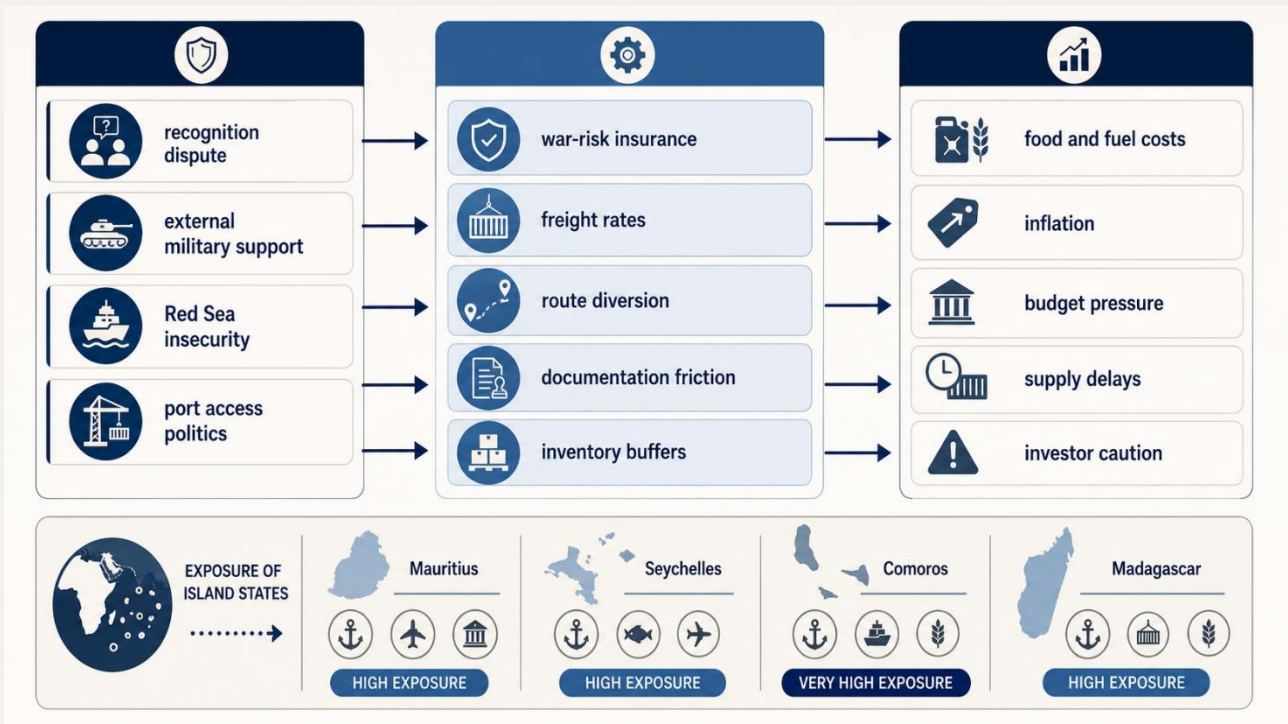 ?
recognition
dispute
external
military support
Red Sea
insecurity
port access
politics
war-risk insurance
freight rates
route diversion
documentation friction
inventory buffers
food and fuel costs
inflation
budget pressure
supply delays
investor caution
!
EXPOSURE OF
ISLAND STATES
Mauritius
HIGH EXPOSURE
Seychelles
HIGH EXPOSURE
Comoros
VERY HIGH EXPOSURE
Madagascar
HIGH EXPOSURE